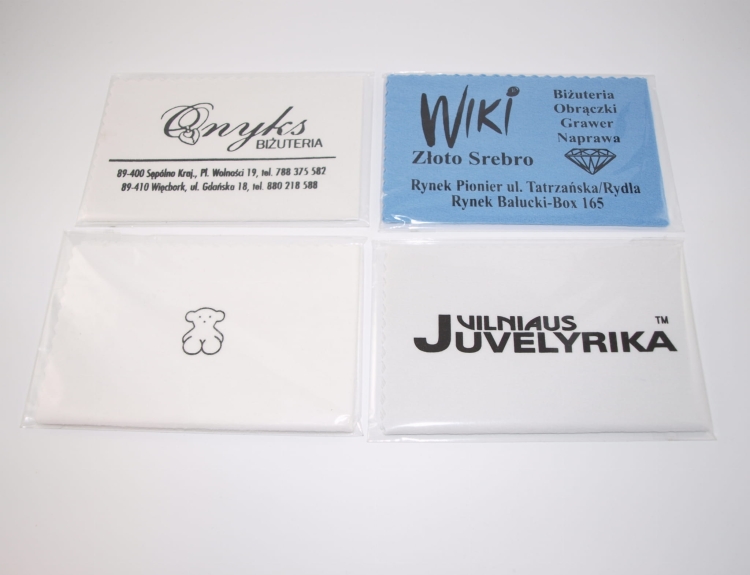 Onyks
BIŻUTERIA
89-400 Sępólno Kraj., Pl. Wolności 19, tel. 788 375 582
89-410 Więcbork, ul. Gdańska 18, tel. 880 218 588
WIKI
Złoto Srebro
Biżuteria
Obrączki
Grawer
Naprawa
Rynek Pionier ul. Tatrzańska/Rydla
Rynek Bałucki-Box 165
VILNIAUS
JUVELYRIKA TM